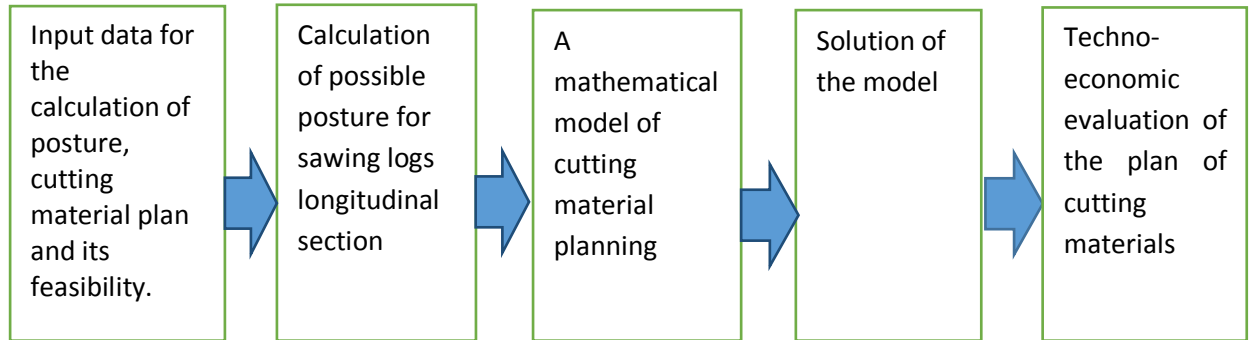 Input data for
the
calculation of
posture,
cutting
material plan
and its
feasibility.
Calculation
of possible
posture for
sawing logs
longitudinal
section
A
mathematical
model of
cutting
material
planning
Solution of
the model
Techno-
economic
evaluation of
the plan of
cutting
materials